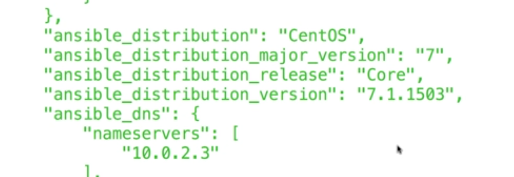 },
"ansible_distribution": "CentOS",
"ansible_distribution_major_version": "7",
"ansible_distribution_release": "Core",
"ansible_distribution_version": "7.1.1503",
"ansible_dns": {
"nameservers": [
"10.0.2.3"
],